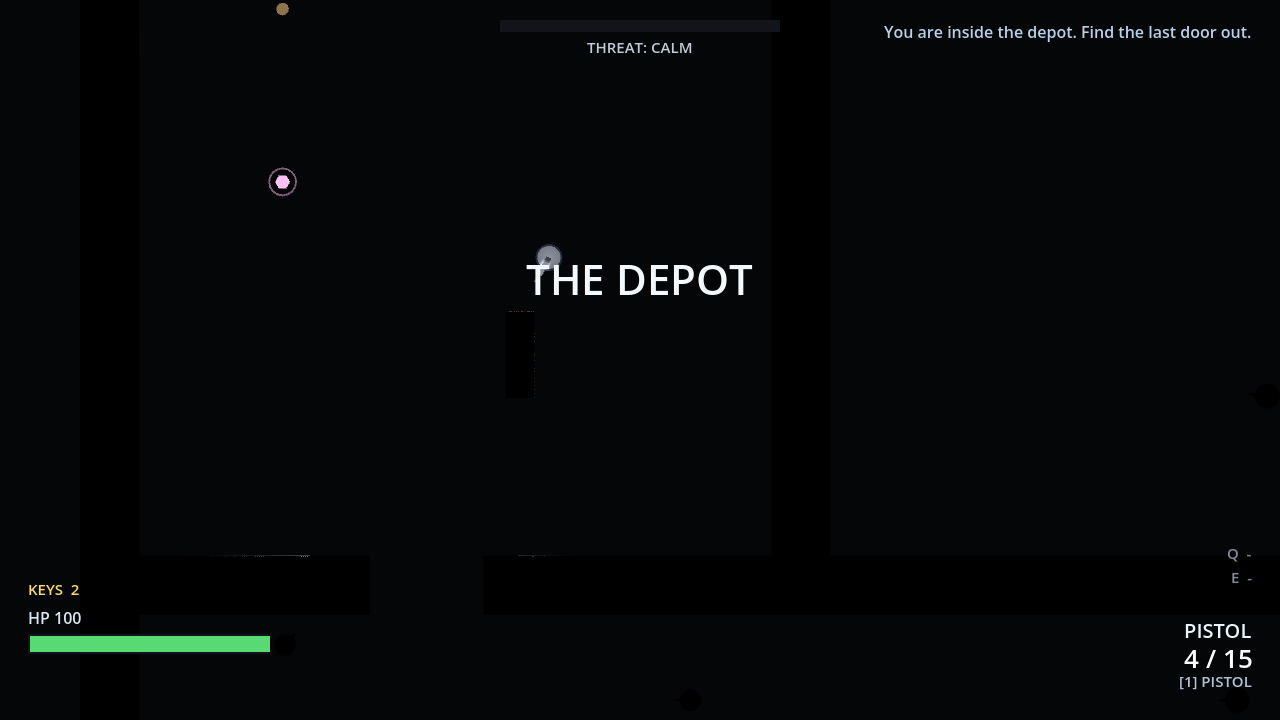 THREAT: CALM
You are inside the depot. Find the last door out.
THE DEPOT
Q -
E -
KEYS 2
HP 100
PISTOL
4 / 15
[1] PISTOL